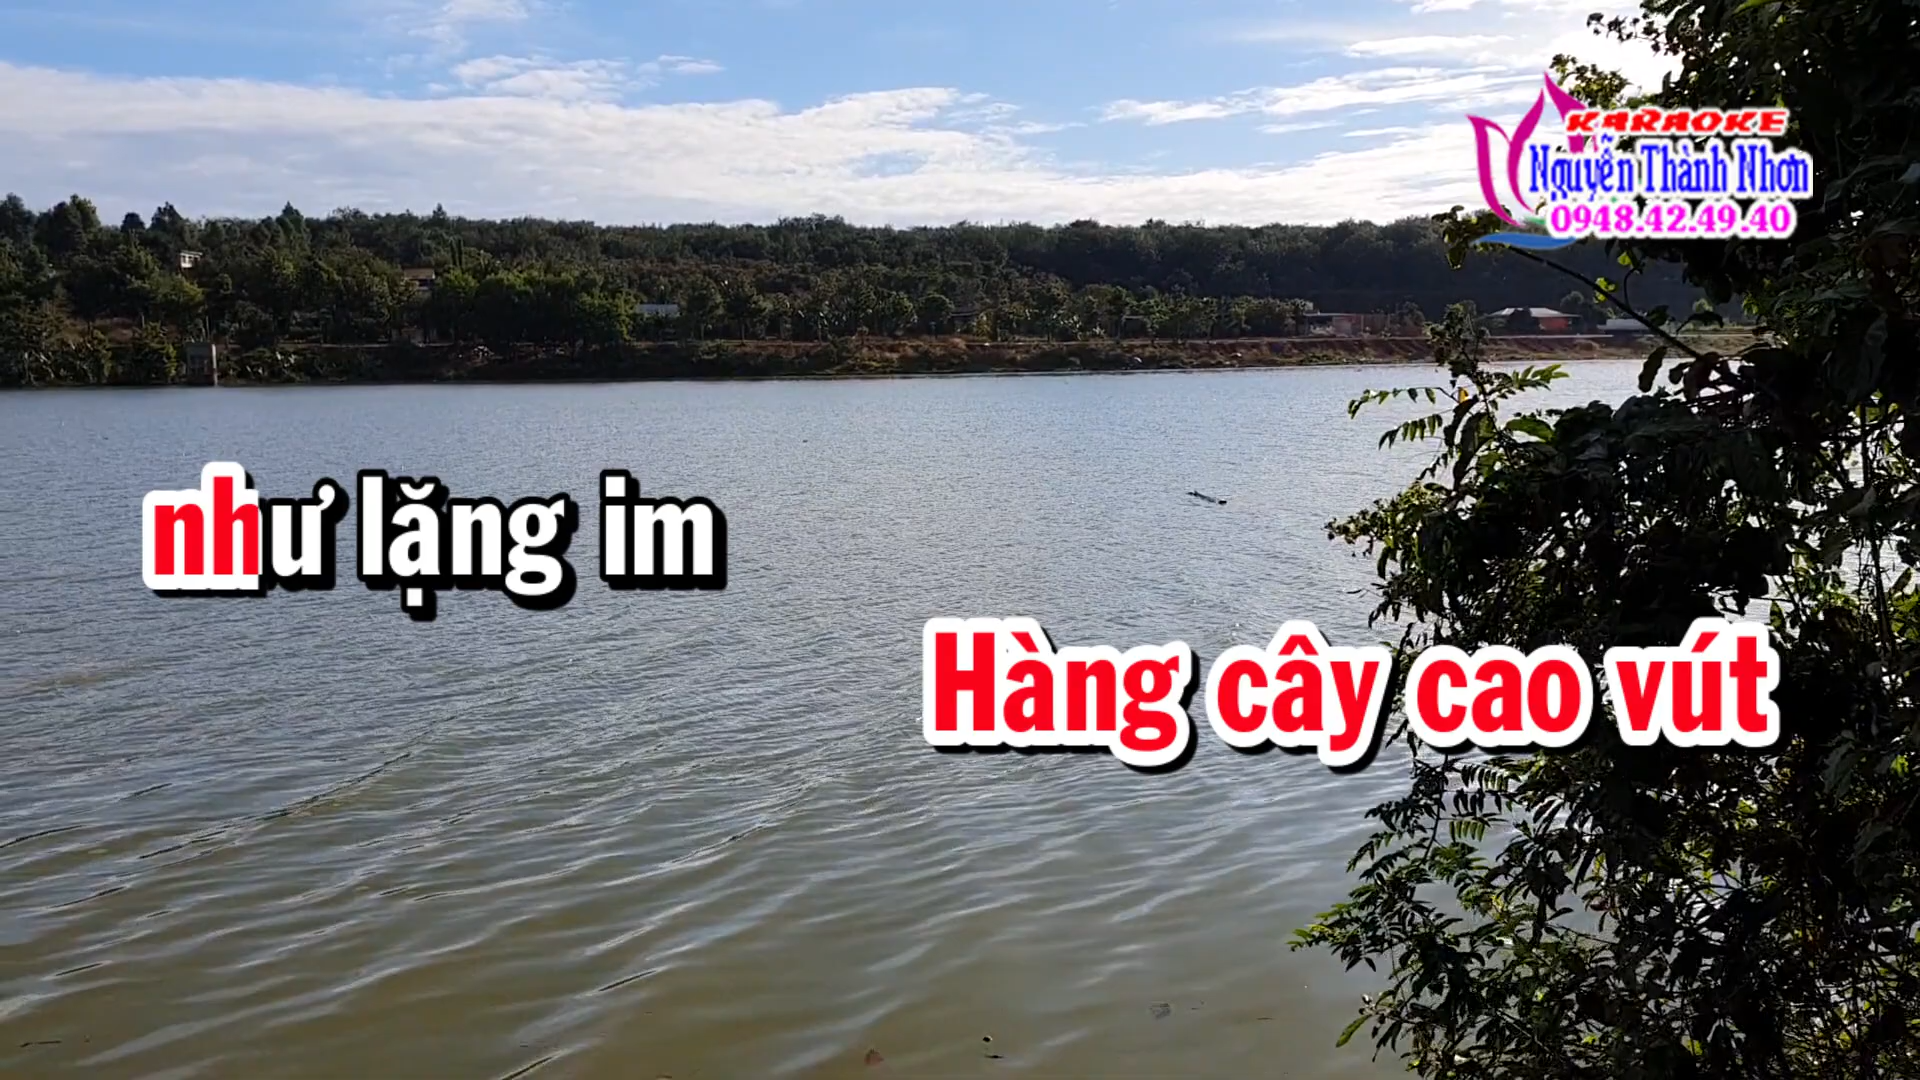 KARAOKE
Nguyễn Thành Nhơn
0948.42.49.40
như lặng im
Hàng cây cao vút